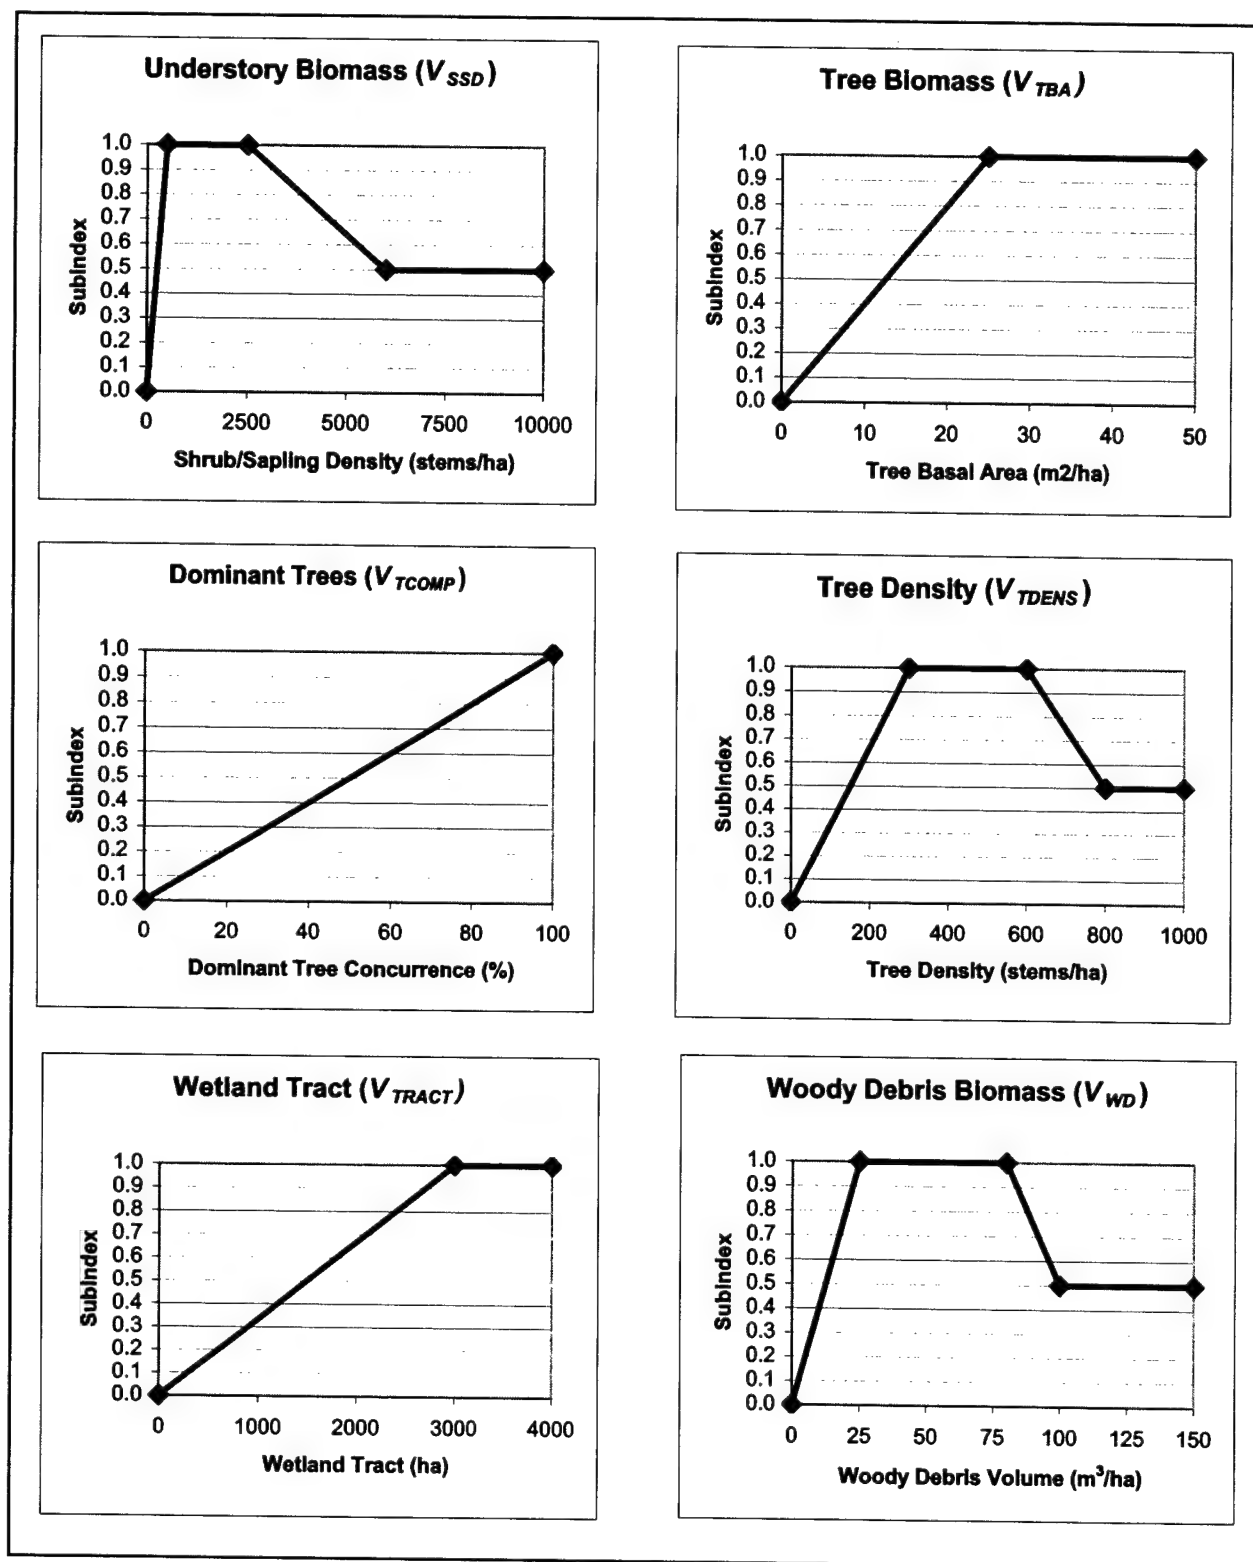 Understory Biomass (V SSD)
SubIndex
1.0
0.9
0.8
0.7
0.6
0.5
0.4
0.3
0.2
0.1
0.0
0 2500 5000 7500 10000
Shrub/Sapling Density (stems/ha)
Tree Biomass (V TBA)
SubIndex
1.0
0.9
0.8
0.7
0.6
0.5
0.4
0.3
0.2
0.1
0.0
0 10 20 30 40 50
Tree Basal Area (m2/ha)
Dominant Trees (V TCOMP)
SubIndex
1.0
0.9
0.8
0.7
0.6
0.5
0.4
0.3
0.2
0.1
0.0
0 20 40 60 80 100
Dominant Tree Concurrence (%)
Tree Density (V TDENS)
SubIndex
1.0
0.9
0.8
0.7
0.6
0.5
0.4
0.3
0.2
0.1
0.0
0 200 400 600 800 1000
Tree Density (stems/ha)
Wetland Tract (V TRACT)
SubIndex
1.0
0.9
0.8
0.7
0.6
0.5
0.4
0.3
0.2
0.1
0.0
0 1000 2000 3000 4000
Wetland Tract (ha)
Woody Debris Biomass (V WD)
SubIndex
1.0
0.9
0.8
0.7
0.6
0.5
0.4
0.3
0.2
0.1
0.0
0 25 50 75 100 125 150
Woody Debris Volume (m³/ha)